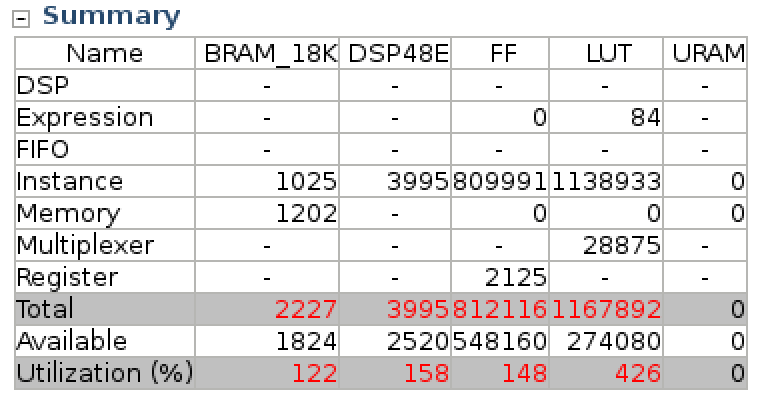 Summary
Name BRAM_18K DSP48E FF LUT URAM
DSP - - - - -
Expression - - 0 84 -
FIFO - - - - -
Instance 1025 3995 809991 1138933 0
Memory 1202 - 0 0 0
Multiplexer - - - 28875 -
Register - - 2125 - -
Total 2227 3995 812116 1167892 0
Available 1824 2520 548160 274080 0
Utilization (%) 122 158 148 426 0